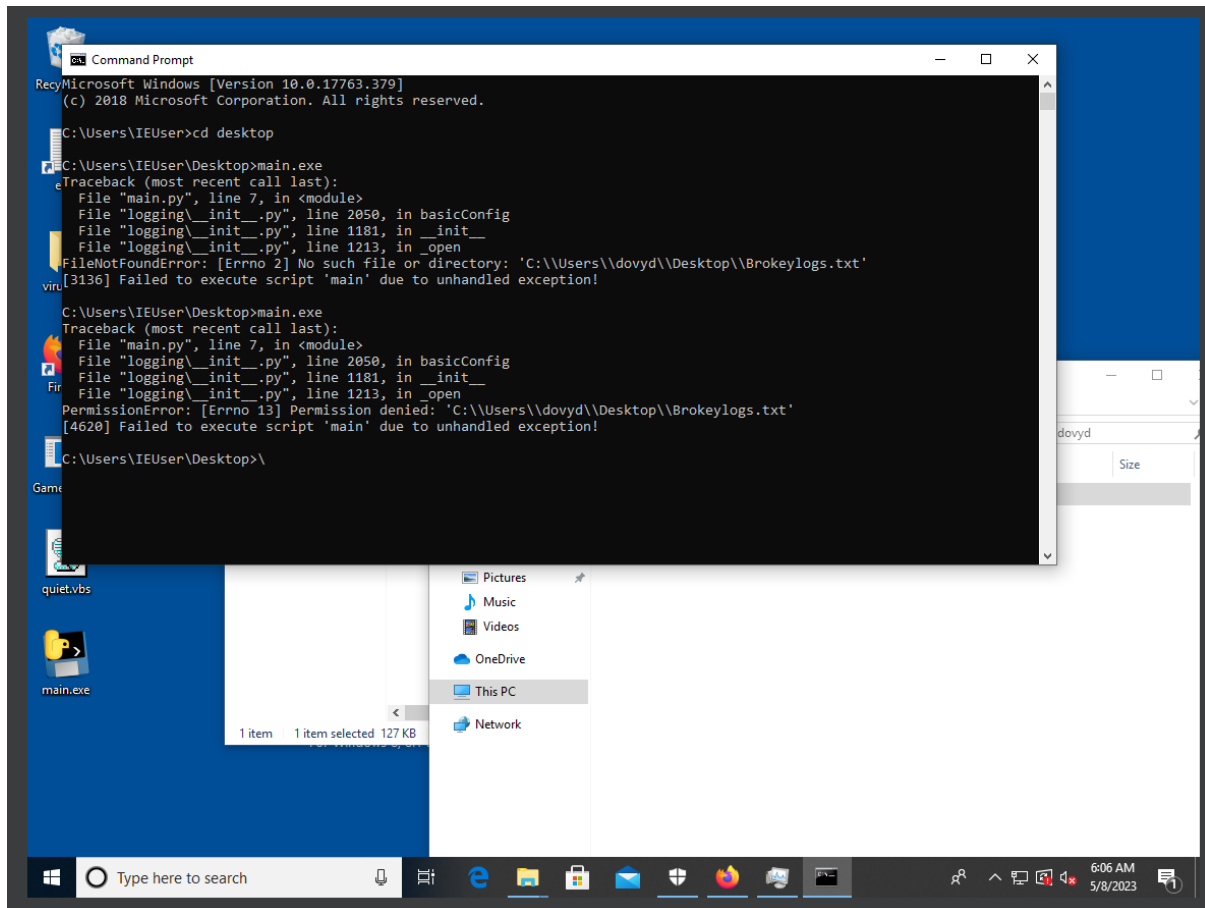 Command Prompt
Microsoft Windows [Version 10.0.17763.379]
(c) 2018 Microsoft Corporation. All rights reserved.
C:\Users\IEUser>cd desktop
C:\Users\IEUser\Desktop>main.exe
Traceback (most recent call last):
File "main.py", line 7, in <module>
File "logging\__init__.py", line 2050, in basicConfig
File "logging\__init__.py", line 1181, in __init__
File "logging\__init__.py", line 1213, in _open
FileNotFoundError: [Errno 2] No such file or directory: 'C:\\Users\\dovyd\\Desktop\\Brokeylogs.txt'
[3136] Failed to execute script 'main' due to unhandled exception!
C:\Users\IEUser\Desktop>main.exe
Traceback (most recent call last):
File "main.py", line 7, in <module>
File "logging\__init__.py", line 2050, in basicConfig
File "logging\__init__.py", line 1181, in __init__
File "logging\__init__.py", line 1213, in _open
PermissionError: [Errno 13] Permission denied: 'C:\\Users\\dovyd\\Desktop\\Brokeylogs.txt'
[4620] Failed to execute script 'main' due to unhandled exception!
C:\Users\IEUser\Desktop>\
Recy
e
viru
Fir
Game
quiet.vbs
main.exe
dovyd
Size
Pictures
Music
Videos
OneDrive
This PC
Network
1 item 1 item selected 127 KB
Type here to search
6:06 AM
5/8/2023
1